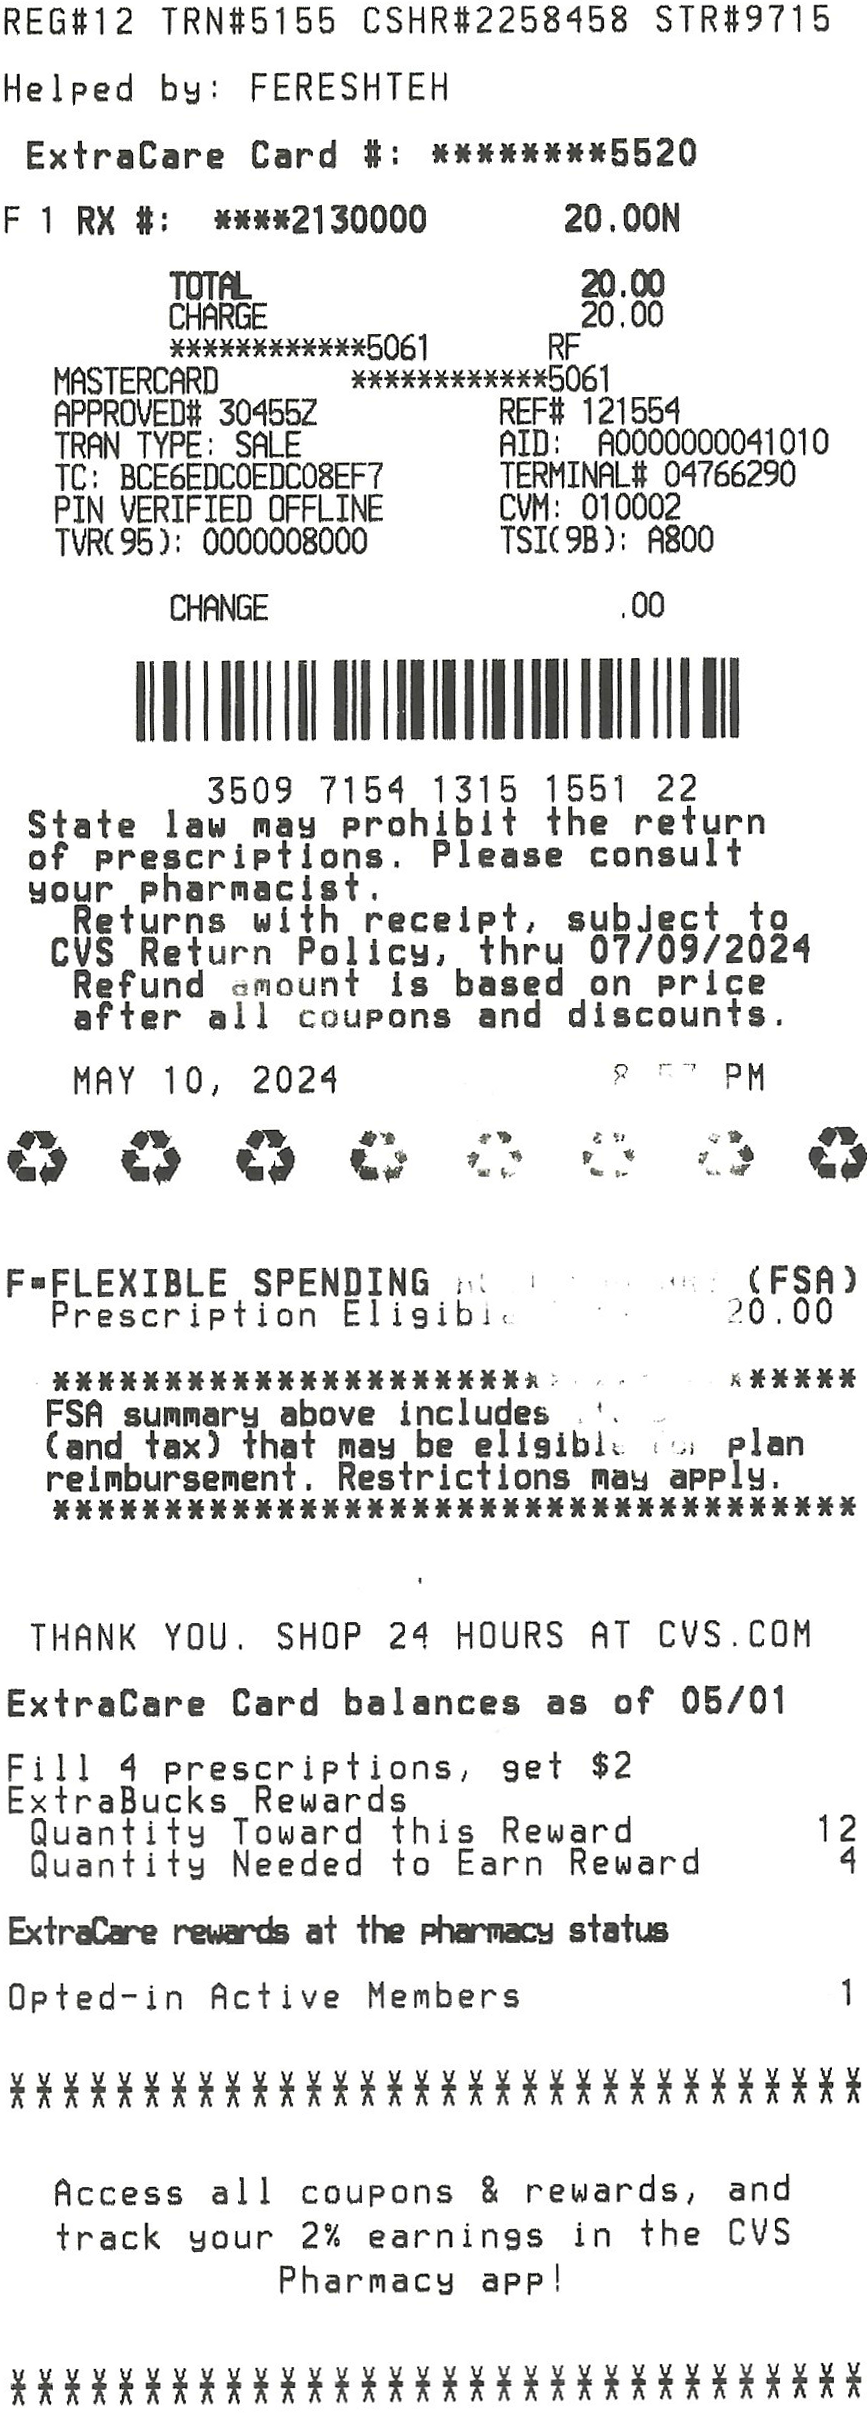 REG#12 TRN#5155 CSHR#2258458 STR#9715
Helped by: FERESHTEH
ExtraCare Card #: ********5520
F 1 RX #: ****2130000 20.00N
TOTAL 20.00
CHARGE 20.00
************5061 RF
MASTERCARD ************5061
APPROVED# 30455Z REF# 121554
TRAN TYPE: SALE AID: A0000000041010
TC: BCE6EDC0EDC08EF7 TERMINAL# 04766290
PIN VERIFIED OFFLINE CVM: 010002
TVR(95): 0000008000 TSI(9B): A800
CHANGE .00
3509 7154 1315 1551 22
State law may prohibit the return
of prescriptions. Please consult
your pharmacist.
Returns with receipt, subject to
CVS Return Policy, thru 07/09/2024
Refund amount is based on price
after all coupons and discounts.
MAY 10, 2024 PM
F=FLEXIBLE SPENDING (FSA)
Prescription Eligible 20.00
***********************************
FSA summary above includes
(and tax) that may be eligible for plan
reimbursement. Restrictions may apply.
************************************
THANK YOU. SHOP 24 HOURS AT CVS.COM
ExtraCare Card balances as of 05/01
Fill 4 prescriptions, get $2
ExtraBucks Rewards
Quantity Toward this Reward 12
Quantity Needed to Earn Reward 4
ExtraCare rewards at the pharmacy status
Opted-in Active Members 1
********************************
Access all coupons & rewards, and
track your 2% earnings in the CVS
Pharmacy app!
********************************